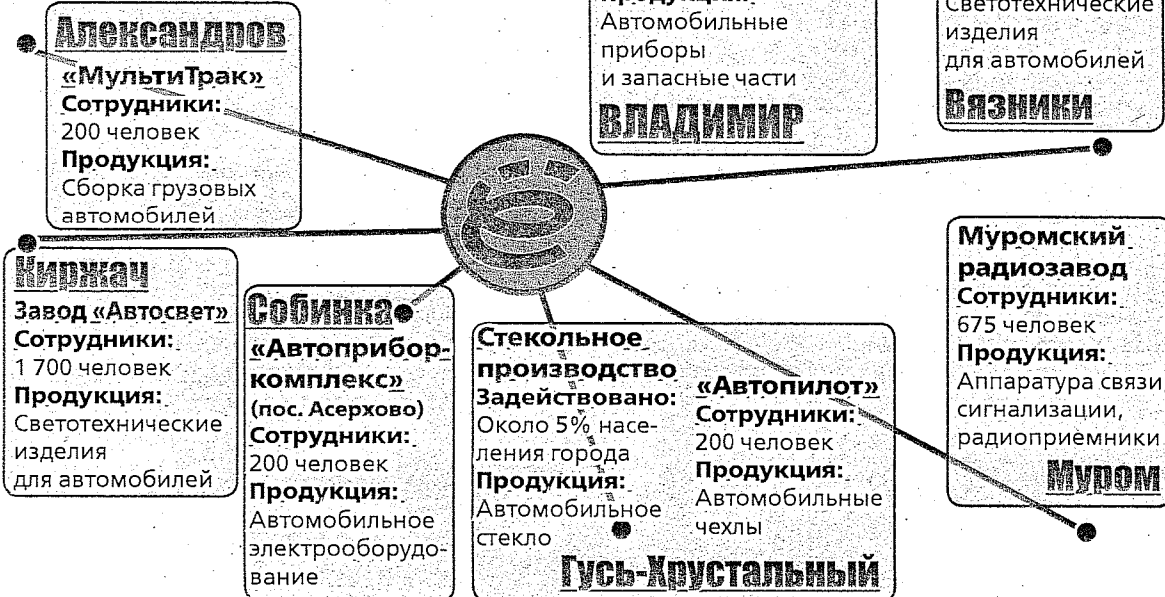 Александров
«МультиТрак»
Сотрудники:
200 человек
Продукция:
Сборка грузовых
автомобилей
Автомобильные
приборы
и запасные части
ВЛАДИМИР
Светотехнические
изделия
для автомобилей
Вязники
Киржач
Завод «Автосвет»
Сотрудники:
1 700 человек
Продукция:
Светотехнические
изделия
для автомобилей
Собинка
«Автоприбор-
комплекс»
(пос. Асерхово)
Сотрудники:
200 человек
Продукция:
Автомобильное
электрооборудо-
вание
Стекольное
производство
Задействовано:
Около 5% насе-
ления города
Продукция:
Автомобильное
стекло
«Автопилот»
Сотрудники:
200 человек
Продукция:
Автомобильные
чехлы
Гусь-Хрустальный
Муромский
радиозавод
Сотрудники:
675 человек
Продукция:
Аппаратура связи
сигнализации,
радиоприёмники
Муром